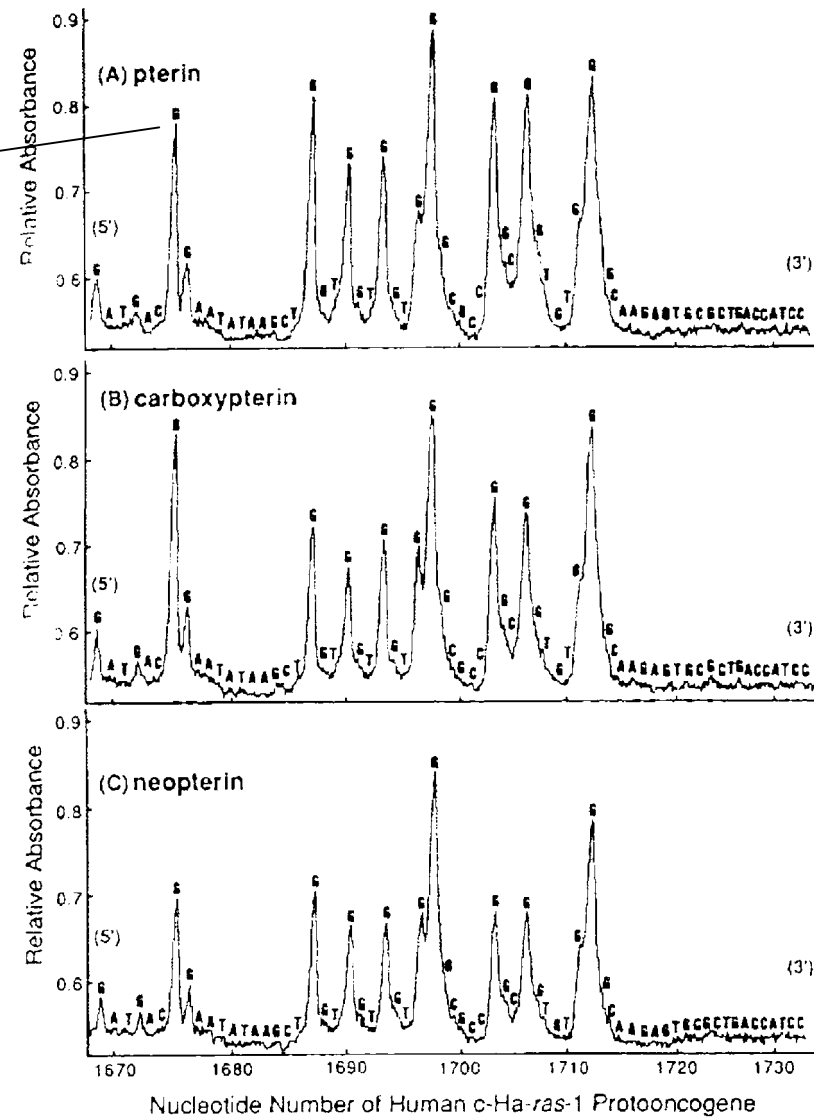 0.9
(A) pterin
0.8
0.7
0.6
Relative Absorbance
(5')
(3')
G A T G A C G G A A T A T A A G C T G G T G G T G G T G G G C G C C G G C G G T G T G G G C A A G A G T G C G C T G A C C A T C C
0.9
(B) carboxypterin
0.8
0.7
0.6
Relative Absorbance
(5')
(3')
G A T G A C G G A A T A T A A G C T G G T G G T G G T G G G C G C C G G C G G T G T G G G C A A G A G T G C G C T G A C C A T C C
0.9
(C) neopterin
0.8
0.7
0.6
Relative Absorbance
(5')
(3')
G A T G A C G G A A T A T A A G C T G G T G G T G G T G G G C G C C G G C G G T G T G G G C A A G A G T G C G C T G A C C A T C C
1670 1680 1690 1700 1710 1720 1730
Nucleotide Number of Human c-Ha-ras-1 Protooncogene